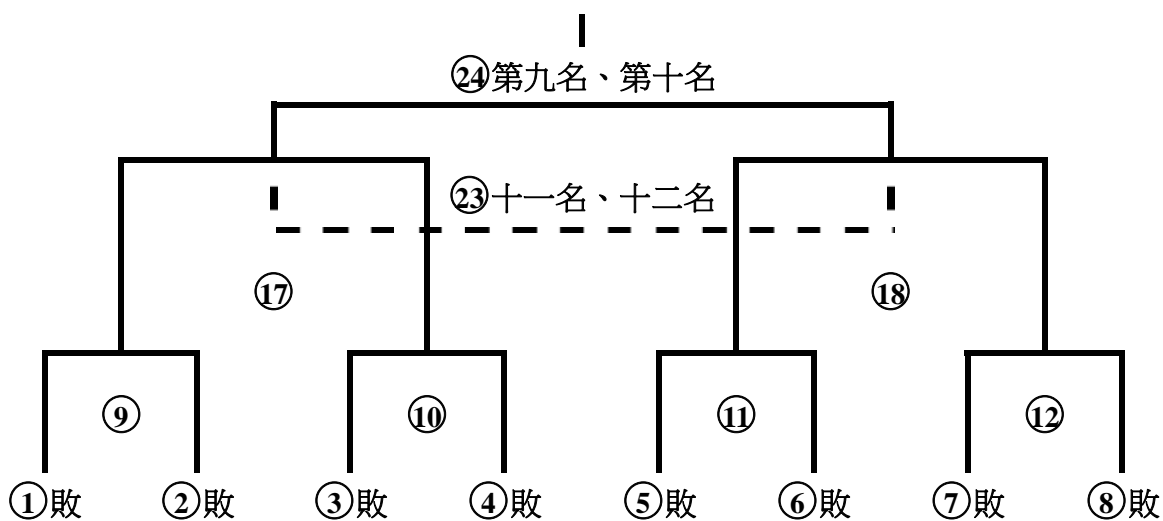 ㉔第九名、第十名
㉓十一名、十二名
⑰ ⑱
⑨ ⑩ ⑪ ⑫
①敗 ②敗 ③敗 ④敗 ⑤敗 ⑥敗 ⑦敗 ⑧敗